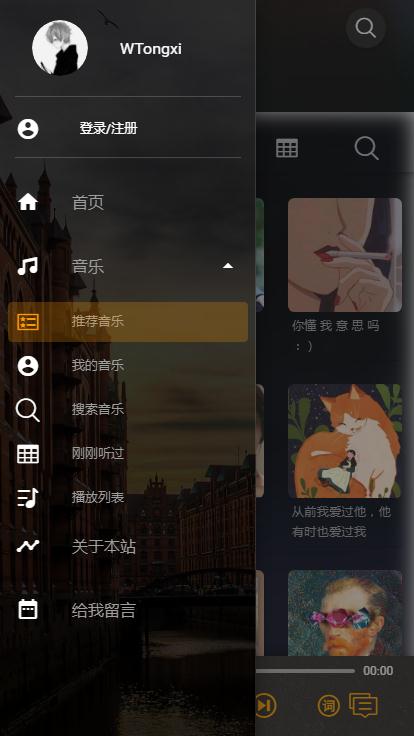 WTongxi
登录/注册
首页
音乐
推荐音乐
我的音乐
搜索音乐
刚刚听过
播放列表
关于本站
给我留言
你懂 我 意 思 吗
：）
从前我爱过他，他
有时也爱过我
00:00
词